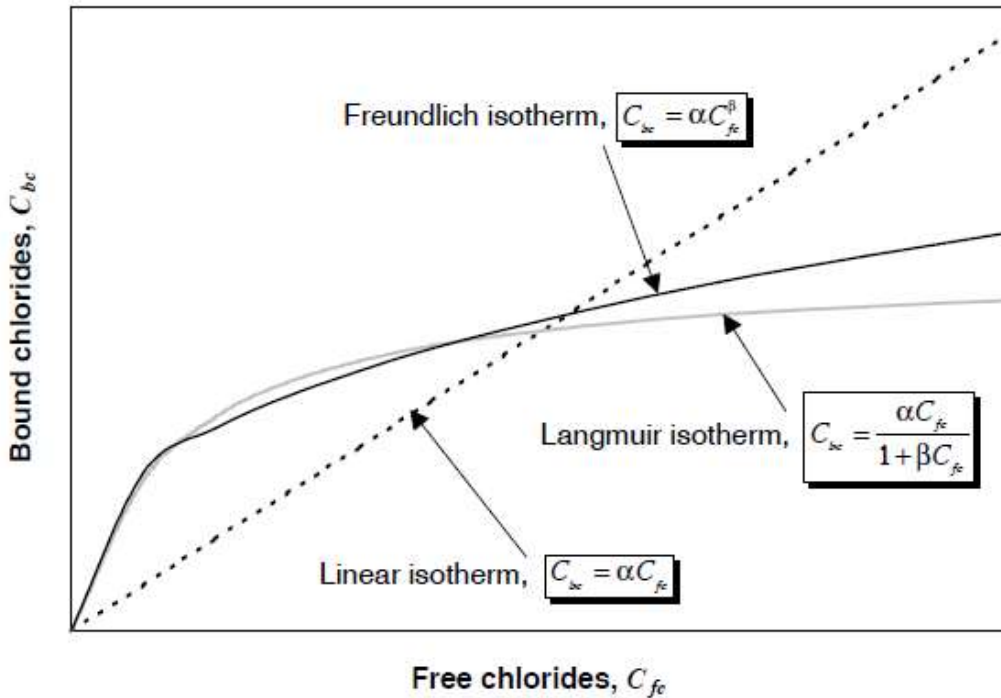 Freundlich isotherm, C_bc = αC_fc^β
Bound chlorides, C_bc
Langmuir isotherm, C_bc = αC_fc / (1+βC_fc)
Linear isotherm, C_bc = αC_fc
Free chlorides, C_fc